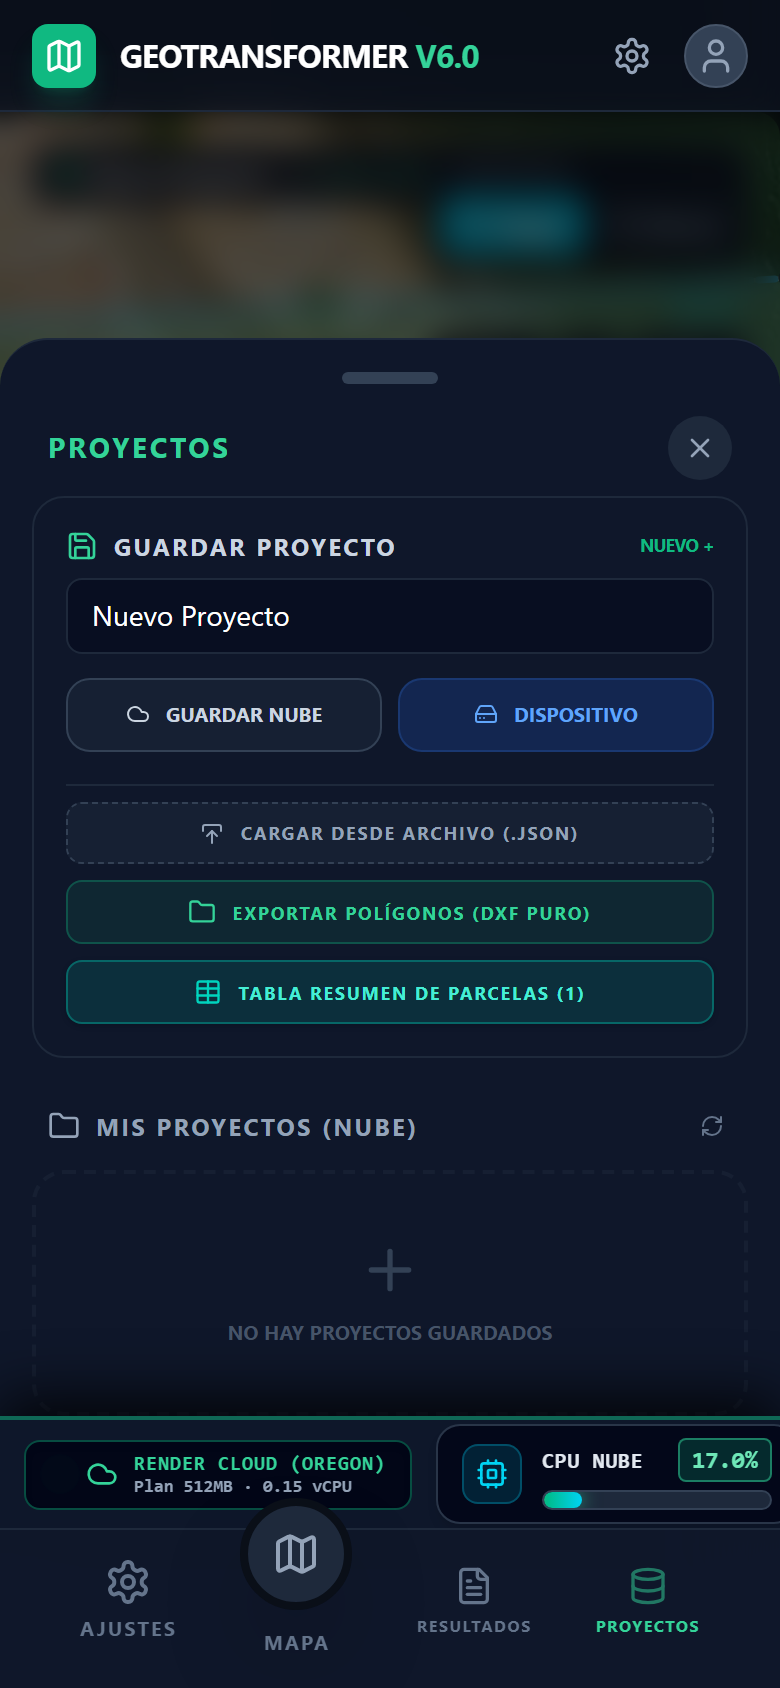 GEOTRANSFORMER V6.0
PROYECTOS
GUARDAR PROYECTO
NUEVO +
Nuevo Proyecto
GUARDAR NUBE
DISPOSITIVO
CARGAR DESDE ARCHIVO (.JSON)
EXPORTAR POLÍGONOS (DXF PURO)
TABLA RESUMEN DE PARCELAS (1)
MIS PROYECTOS (NUBE)
NO HAY PROYECTOS GUARDADOS
RENDER CLOUD (OREGON)
Plan 512MB · 0.15 vCPU
CPU NUBE
17.0%
AJUSTES
MAPA
RESULTADOS
PROYECTOS